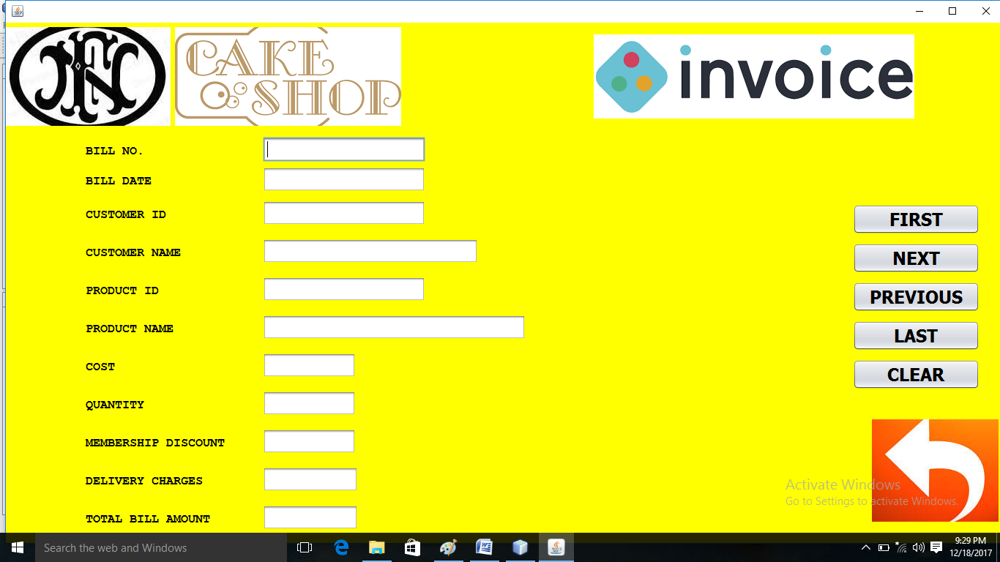 FN
CAKE
SHOP
invoice
BILL NO.
BILL DATE
CUSTOMER ID
CUSTOMER NAME
PRODUCT ID
PRODUCT NAME
COST
QUANTITY
MEMBERSHIP DISCOUNT
DELIVERY CHARGES
TOTAL BILL AMOUNT
FIRST
NEXT
PREVIOUS
LAST
CLEAR
Activate Windows
Go to Settings to activate Windows.
Search the web and Windows
9:29 PM
12/18/2017